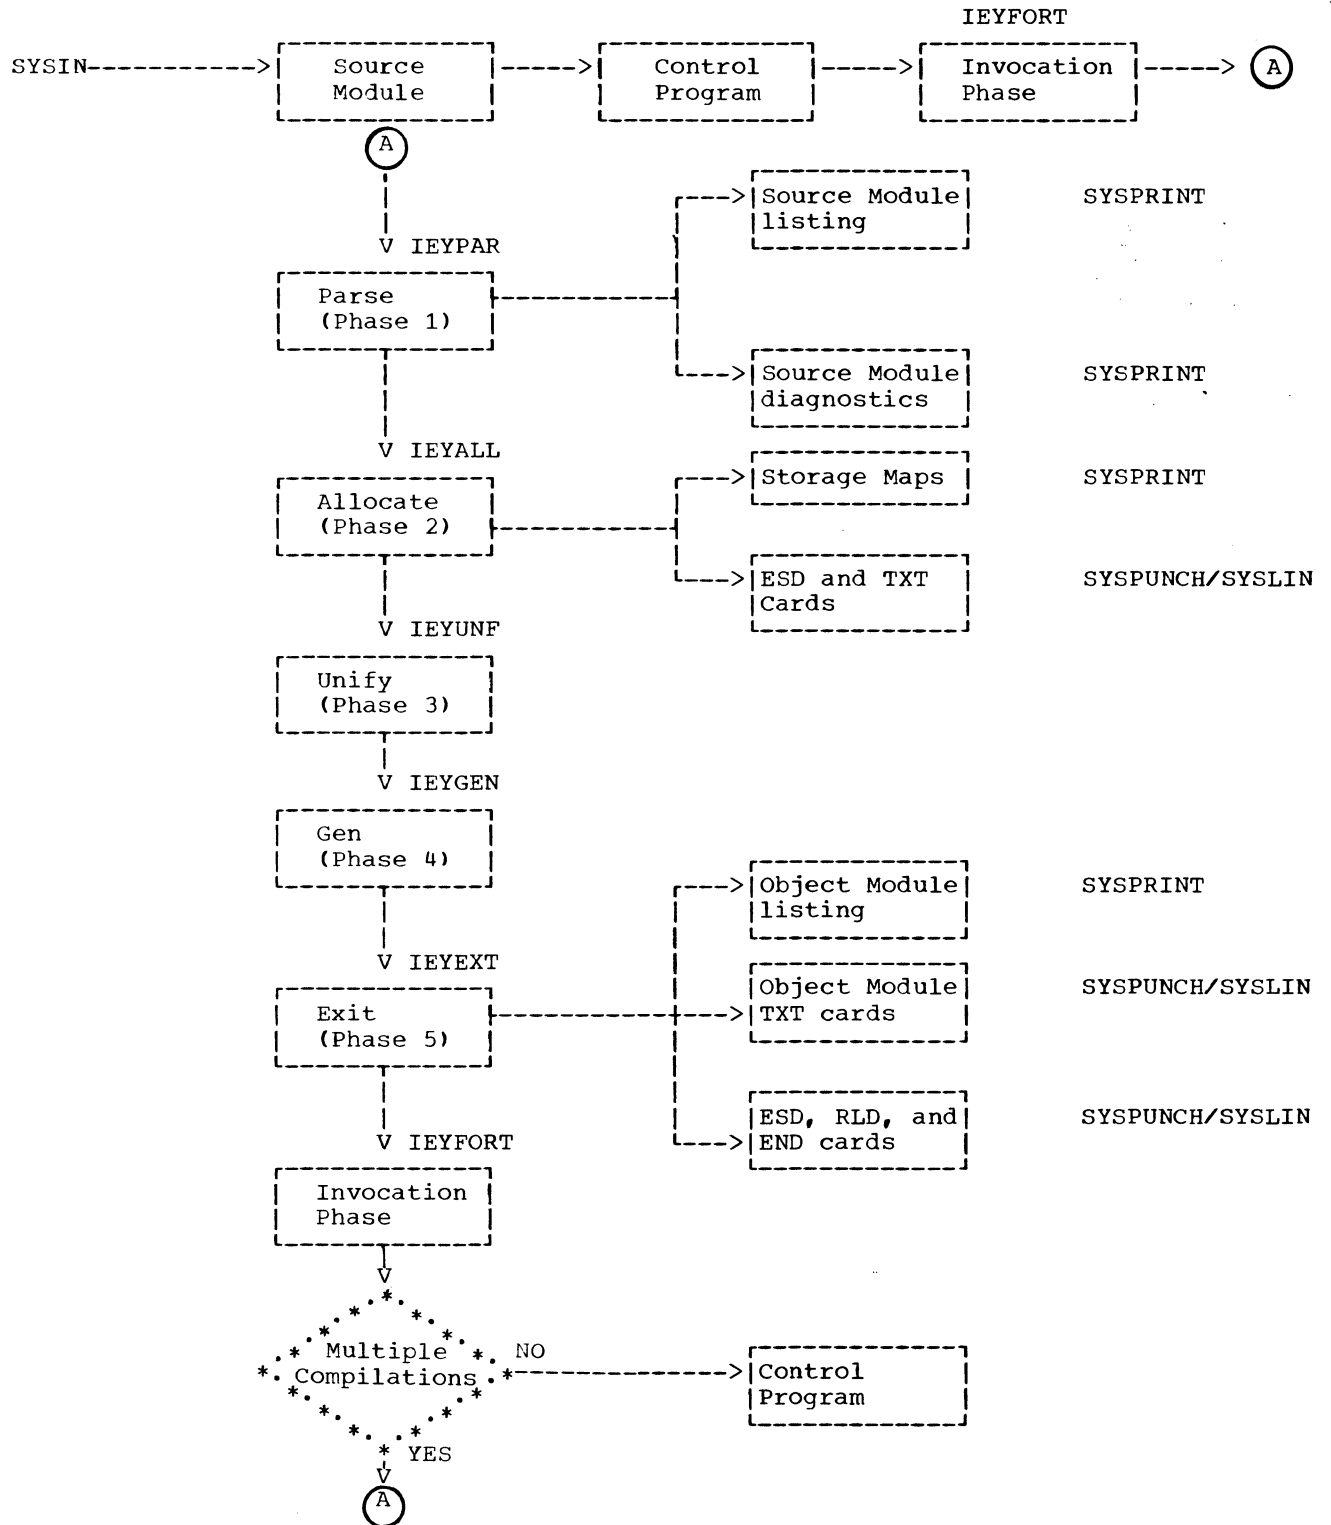 IEYFORT
SYSIN
Source
Module
Control
Program
Invocation
Phase
A
A
Source Module
listing
SYSPRINT
IEYPAR
Parse
(Phase 1)
Source Module
diagnostics
SYSPRINT
IEYALL
Storage Maps
SYSPRINT
Allocate
(Phase 2)
ESD and TXT
Cards
SYSPUNCH/SYSLIN
IEYUNF
Unify
(Phase 3)
IEYGEN
Gen
(Phase 4)
Object Module
listing
SYSPRINT
IEYEXT
Exit
(Phase 5)
Object Module
TXT cards
SYSPUNCH/SYSLIN
ESD, RLD, and
END cards
SYSPUNCH/SYSLIN
IEYFORT
Invocation
Phase
Multiple
Compilations
NO
Control
Program
YES
A